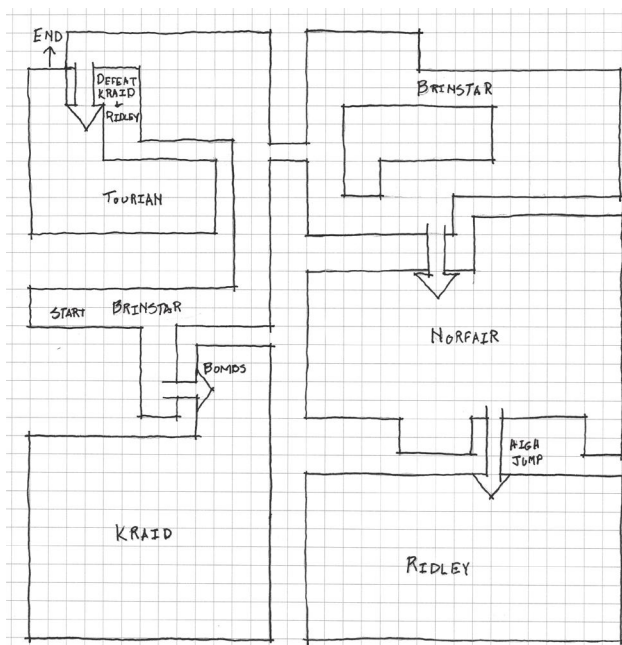 END
DEFEAT
KRAID
&
RIDLEY
BRINSTAR
TOURIAN
START
BRINSTAR
NORFAIR
BOMBS
HIGH
JUMP
KRAID
RIDLEY